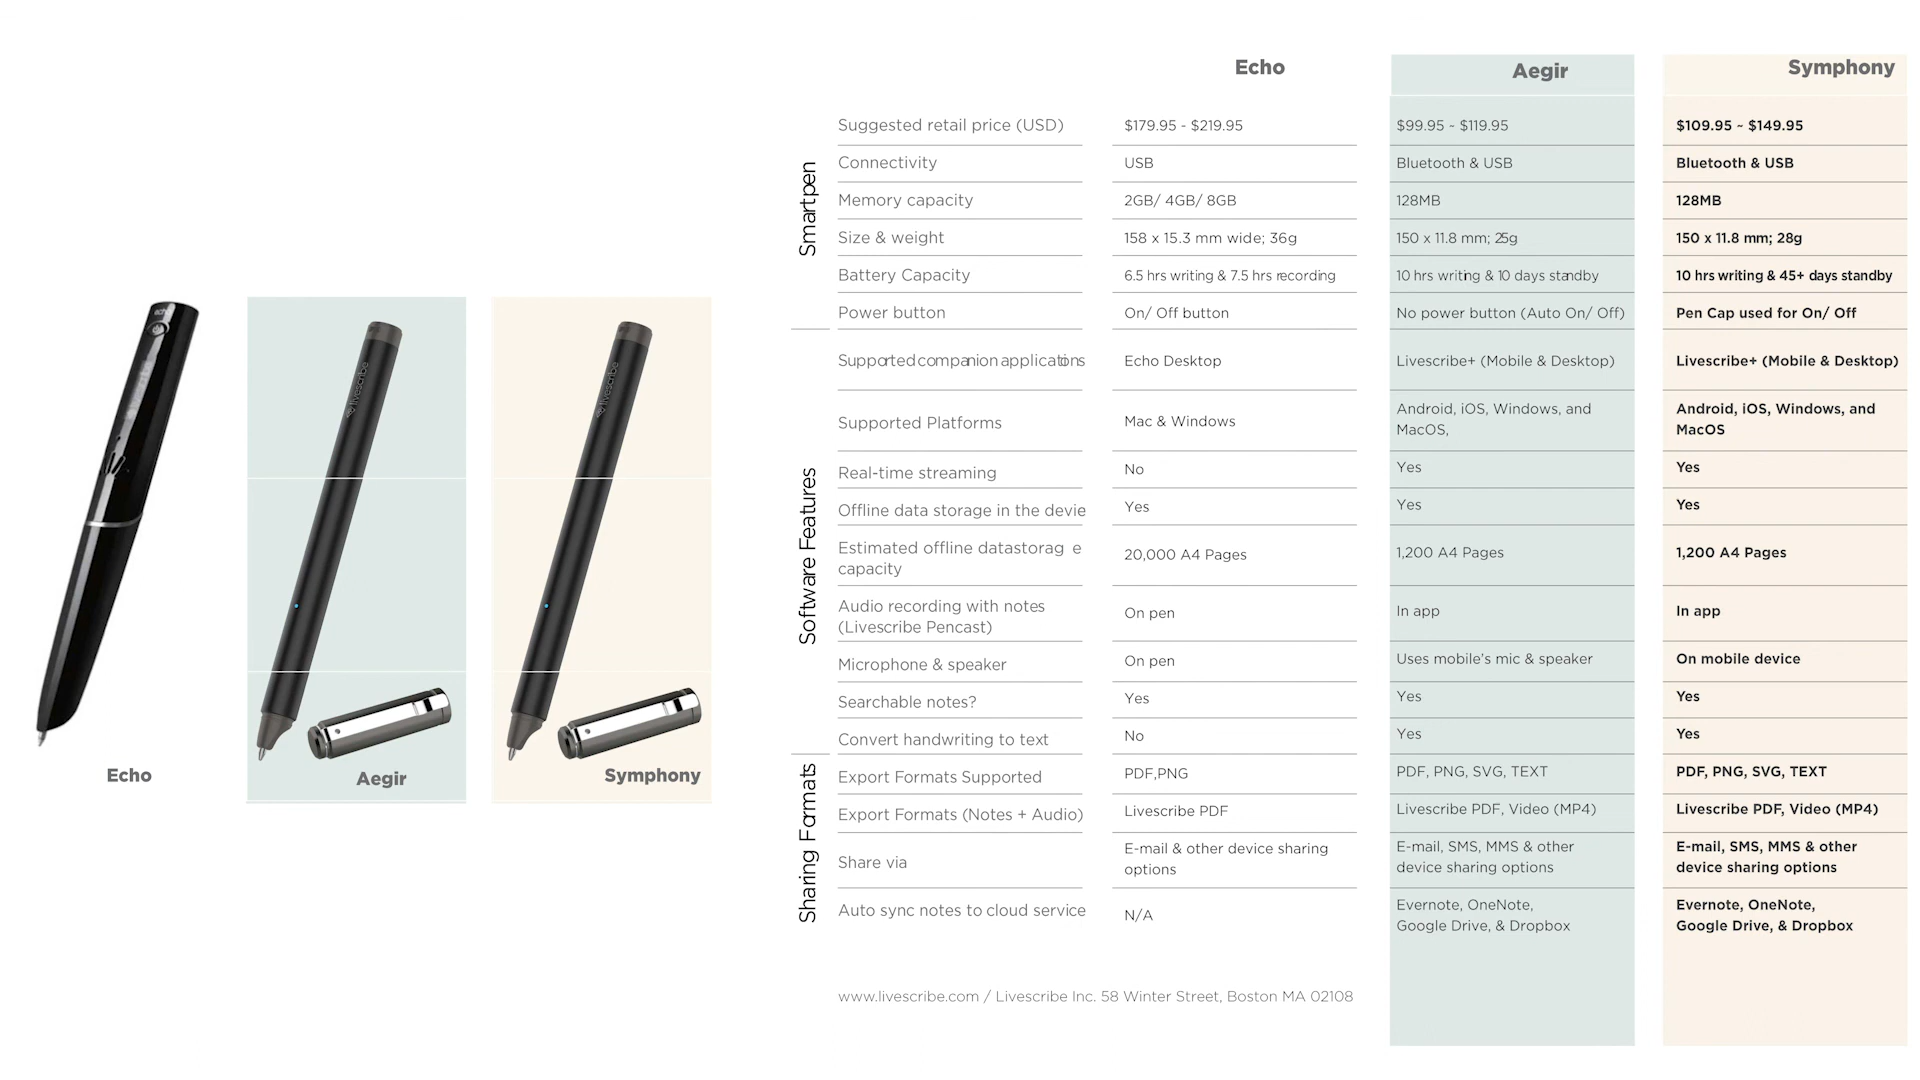 Echo
Aegir
Symphony
echo
livescribe
livescribe
Echo
Aegir
Symphony
Smartpen
Suggested retail price (USD)
$179.95 - $219.95
$99.95 ~ $119.95
$109.95 ~ $149.95
Connectivity
USB
Bluetooth & USB
Bluetooth & USB
Memory capacity
2GB/ 4GB/ 8GB
128MB
128MB
Size & weight
158 x 15.3 mm wide; 36g
150 x 11.8 mm; 25g
150 x 11.8 mm; 28g
Battery Capacity
6.5 hrs writing & 7.5 hrs recording
10 hrs writing & 10 days standby
10 hrs writing & 45+ days standby
Power button
On/ Off button
No power button (Auto On/ Off)
Pen Cap used for On/ Off
Software Features
Supported companion applications
Echo Desktop
Livescribe+ (Mobile & Desktop)
Livescribe+ (Mobile & Desktop)
Supported Platforms
Mac & Windows
Android, iOS, Windows, and
MacOS,
Android, iOS, Windows, and
MacOS
Real-time streaming
No
Yes
Yes
Offline data storage in the devie
Yes
Yes
Yes
Estimated offline datastorag e
capacity
20,000 A4 Pages
1,200 A4 Pages
1,200 A4 Pages
Audio recording with notes
(Livescribe Pencast)
On pen
In app
In app
Microphone & speaker
On pen
Uses mobile's mic & speaker
On mobile device
Searchable notes?
Yes
Yes
Yes
Convert handwriting to text
No
Yes
Yes
Sharing Formats
Export Formats Supported
PDF,PNG
PDF, PNG, SVG, TEXT
PDF, PNG, SVG, TEXT
Export Formats (Notes + Audio)
Livescribe PDF
Livescribe PDF, Video (MP4)
Livescribe PDF, Video (MP4)
Share via
E-mail & other device sharing
options
E-mail, SMS, MMS & other
device sharing options
E-mail, SMS, MMS & other
device sharing options
Auto sync notes to cloud service
N/A
Evernote, OneNote,
Google Drive, & Dropbox
Evernote, OneNote,
Google Drive, & Dropbox
www.livescribe.com / Livescribe Inc. 58 Winter Street, Boston MA 02108